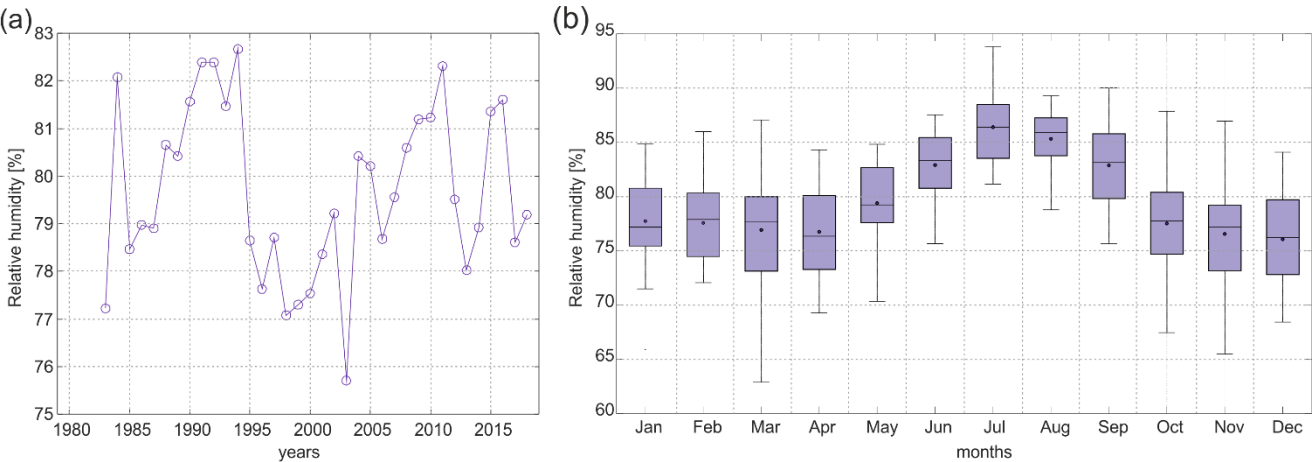 (a)
Relative humidity [%]
83
82
81
80
79
78
77
76
75
1980 1985 1990 1995 2000 2005 2010 2015
years
(b)
Relative humidity [%]
95
90
85
80
75
70
65
60
Jan Feb Mar Apr May Jun Jul Aug Sep Oct Nov Dec
months